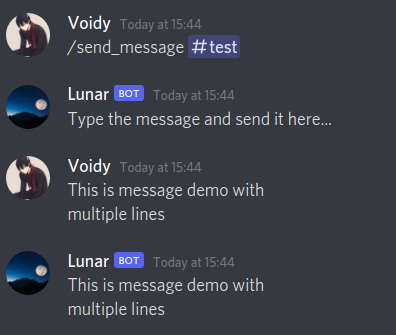 Voidy Today at 15:44
/send_message #test
Lunar BOT Today at 15:44
Type the message and send it here...
Voidy Today at 15:44
This is message demo with
multiple lines
Lunar BOT Today at 15:44
This is message demo with
multiple lines